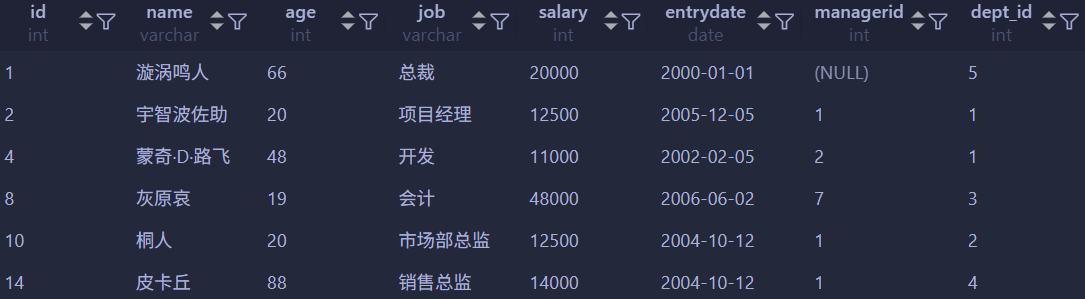 id name age job salary entrydate managerid dept_id
int varchar int varchar int date int int
1 漩涡鸣人 66 总裁 20000 2000-01-01 (NULL) 5
2 宇智波佐助 20 项目经理 12500 2005-12-05 1 1
4 蒙奇·D·路飞 48 开发 11000 2002-02-05 2 1
8 灰原哀 19 会计 48000 2006-06-02 7 3
10 桐人 20 市场部总监 12500 2004-10-12 1 2
14 皮卡丘 88 销售总监 14000 2004-10-12 1 4